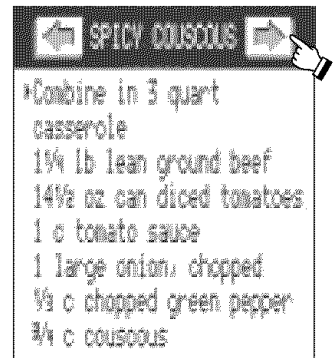 SPICY COUSCOUS
Combine in 3 quart
casserole
1¼ lb lean ground beef
14½ oz can diced tomatoes
1 c tomato sauce
1 large onion, chopped
½ c chopped green pepper
¾ c couscous